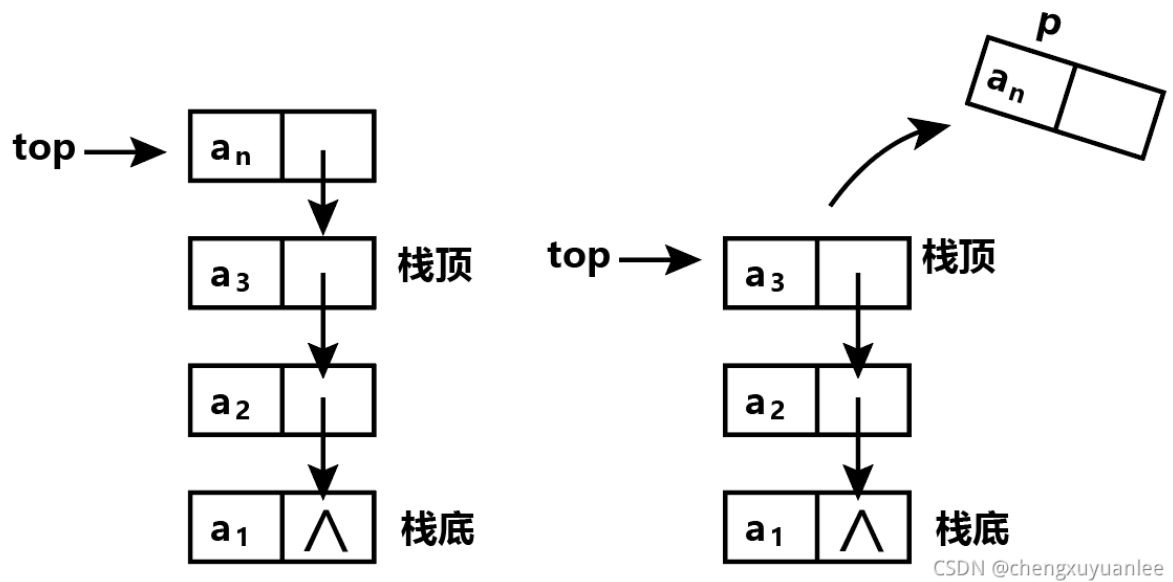 top
aₙ
a₃ 栈顶
a₂
a₁ ∧ 栈底
p
aₙ
top
a₃ 栈顶
a₂
a₁ ∧ 栈底
CSDN @chengxuyuanlee